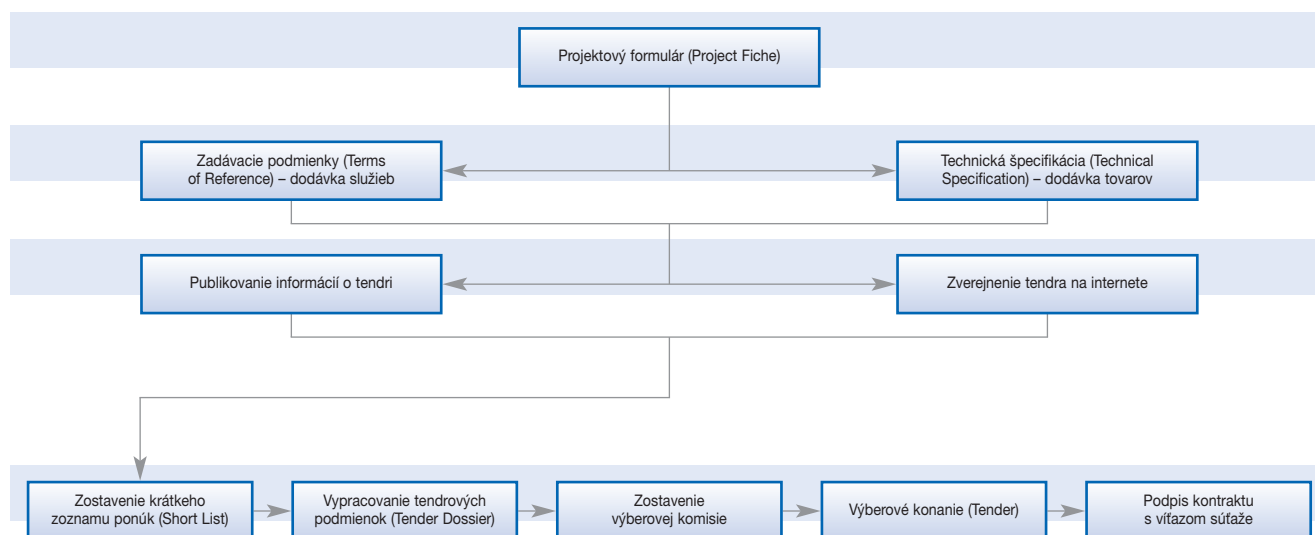 Projektový formulár (Project Fiche)
Zadávacie podmienky (Terms
of Reference) – dodávka služieb
Technická špecifikácia (Technical
Specification) – dodávka tovarov
Publikovanie informácií o tendri
Zverejnenie tendra na internete
Zostavenie krátkeho
zoznamu ponúk (Short List)
Vypracovanie tendrových
podmienok (Tender Dossier)
Zostavenie
výberovej komisie
Výberové konanie (Tender)
Podpis kontraktu
s víťazom súťaže